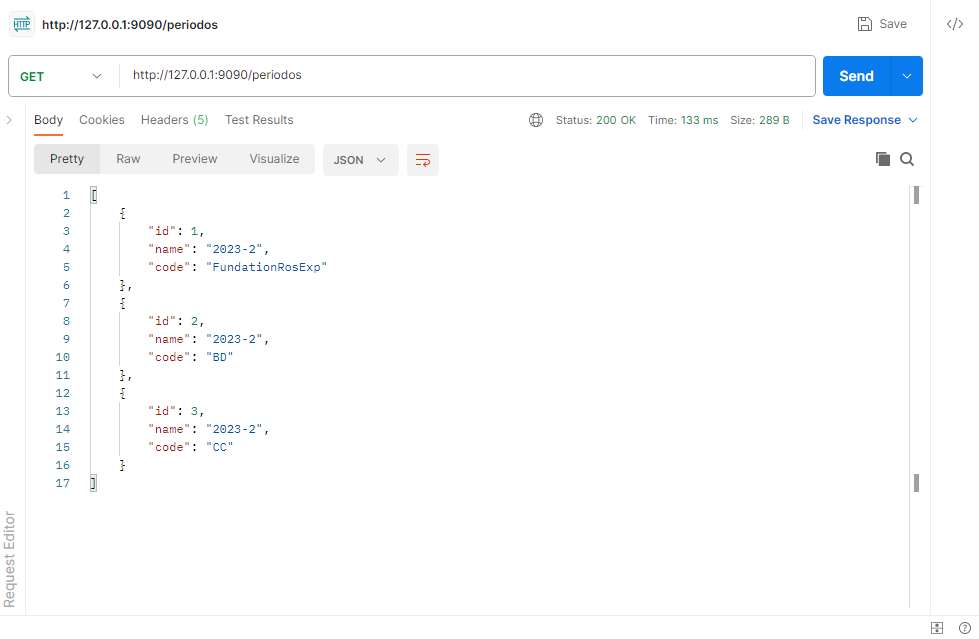 HTTP http://127.0.0.1:9090/periodos Save </>
GET http://127.0.0.1:9090/periodos Send
Body Cookies Headers (5) Test Results Status: 200 OK Time: 133 ms Size: 289 B Save Response
Pretty Raw Preview Visualize JSON
1 [
2 {
3 "id": 1,
4 "name": "2023-2",
5 "code": "FundationRosExp"
6 },
7 {
8 "id": 2,
9 "name": "2023-2",
10 "code": "BD"
11 },
12 {
13 "id": 3,
14 "name": "2023-2",
15 "code": "CC"
16 }
17 ]
Request Editor